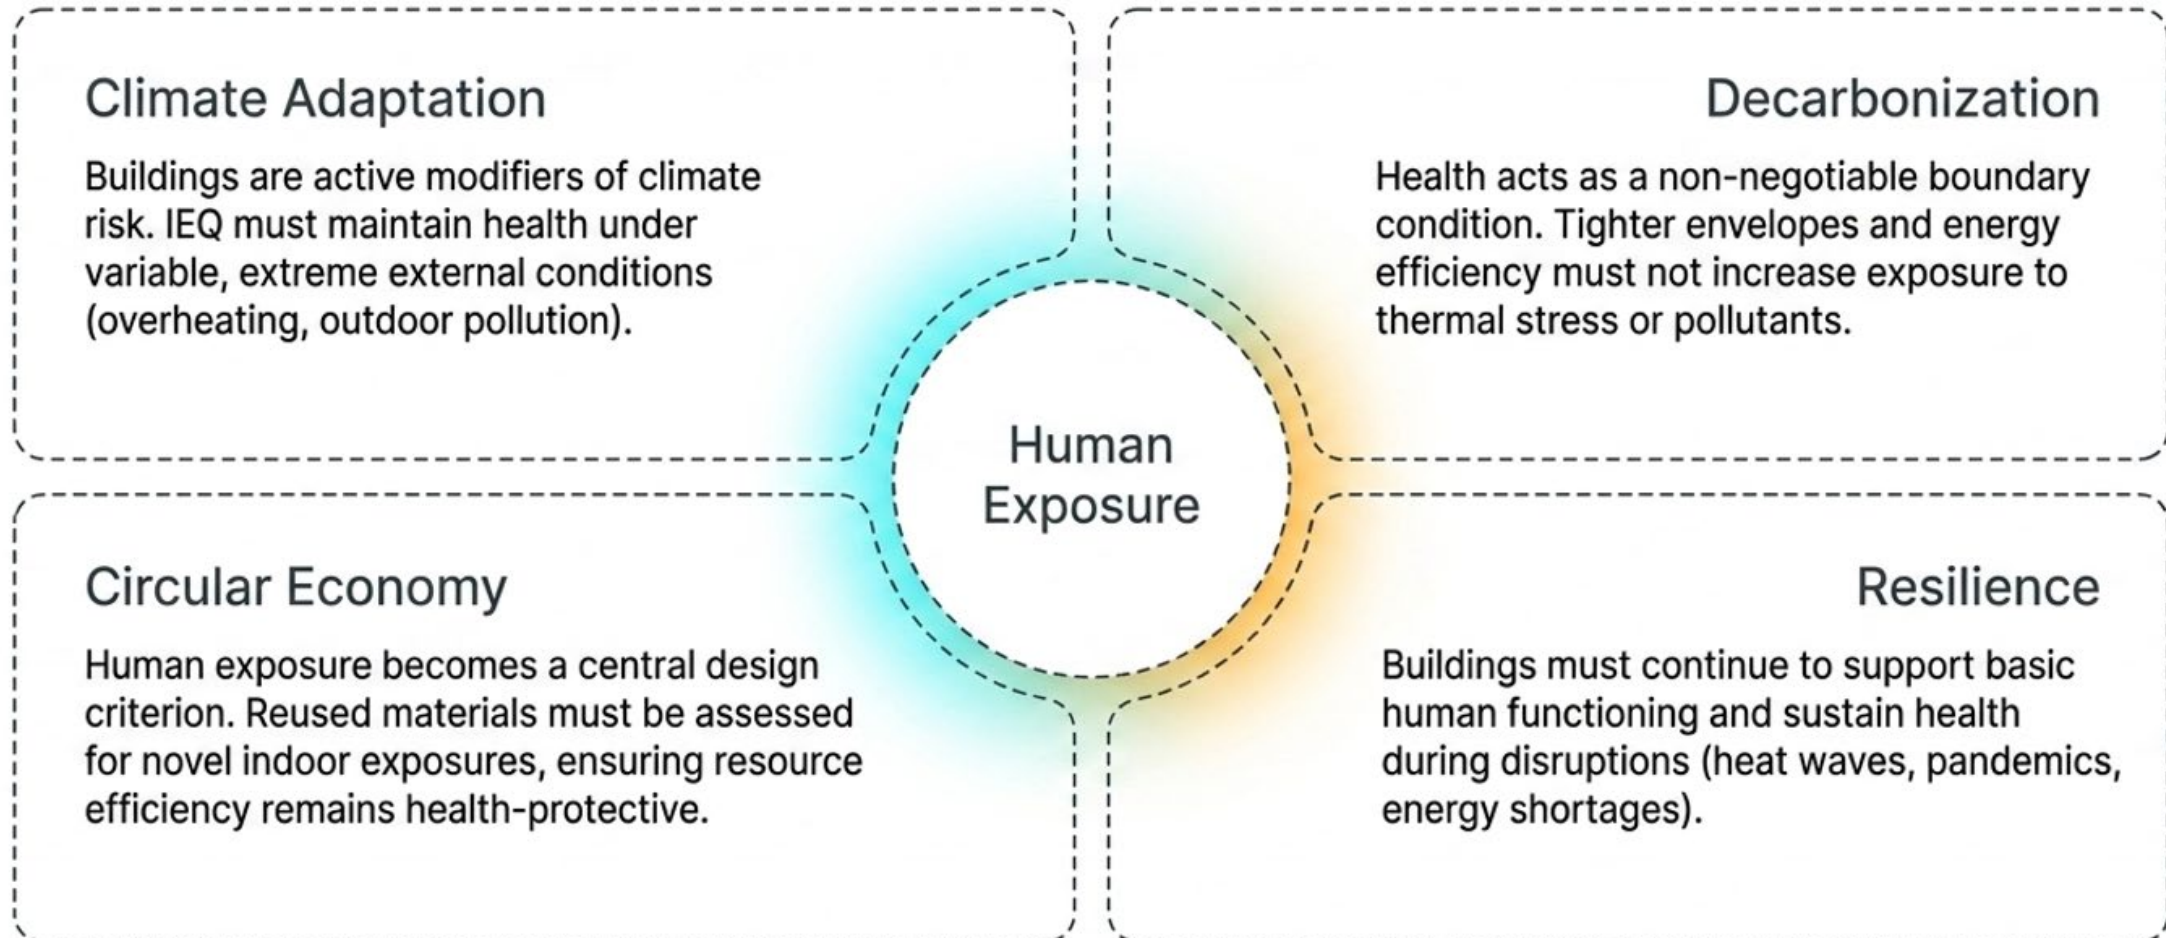 Climate Adaptation
Buildings are active modifiers of climate
risk. IEQ must maintain health under
variable, extreme external conditions
(overheating, outdoor pollution).
Decarbonization
Health acts as a non-negotiable boundary
condition. Tighter envelopes and energy
efficiency must not increase exposure to
thermal stress or pollutants.
Human
Exposure
Circular Economy
Human exposure becomes a central design
criterion. Reused materials must be assessed
for novel indoor exposures, ensuring resource
efficiency remains health-protective.
Resilience
Buildings must continue to support basic
human functioning and sustain health
during disruptions (heat waves, pandemics,
energy shortages).